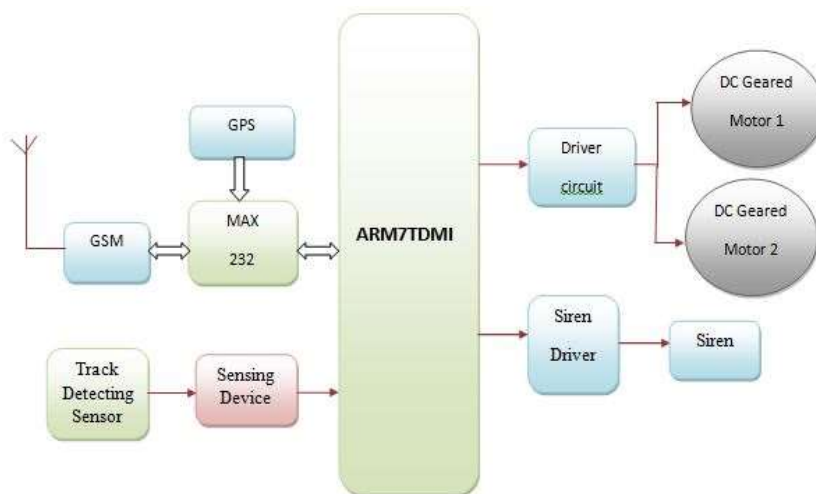 GPS
GSM
MAX
232
ARM7TDMI
Track
Detecting
Sensor
Sensing
Device
Driver
circuit
DC Geared
Motor 1
DC Geared
Motor 2
Siren
Driver
Siren